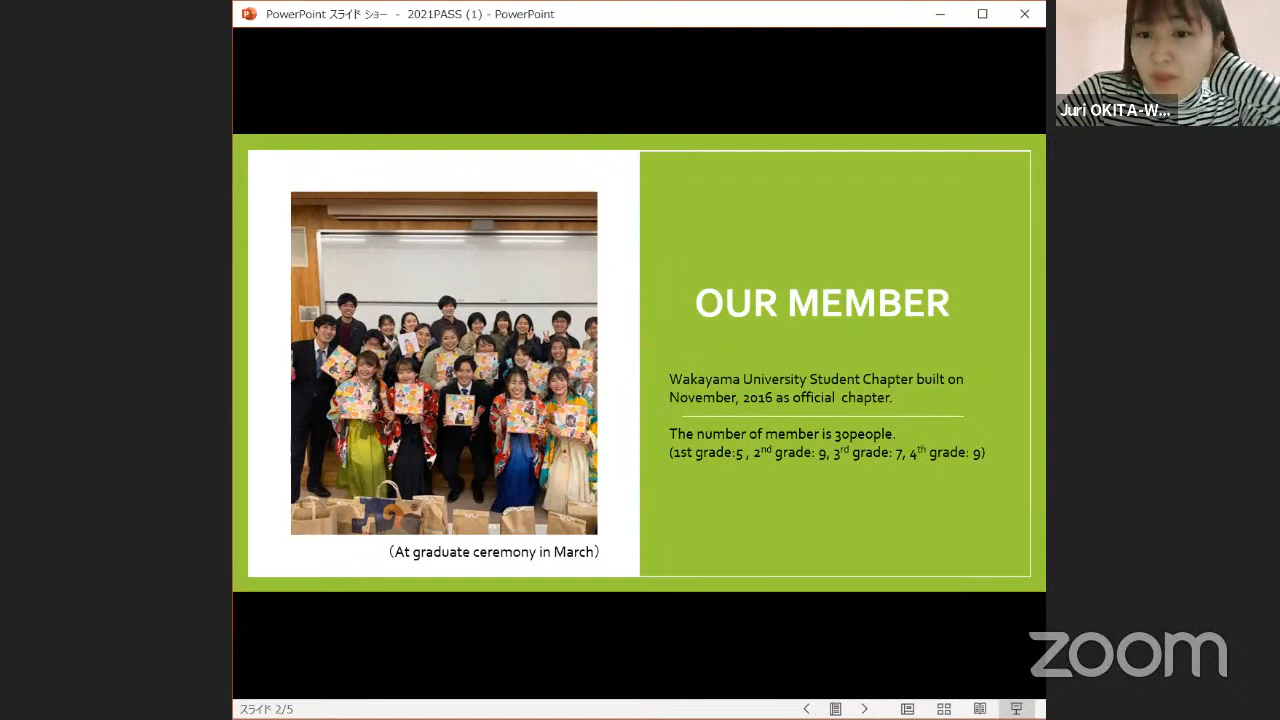 PowerPoint スライド ショー - 2021PASS (1) - PowerPoint
Juri OKITA-W...
OUR MEMBER
Wakayama University Student Chapter built on
November, 2016 as official chapter.
The number of member is 30people.
(1st grade:5 , 2nd grade: 9, 3rd grade: 7, 4th grade: 9)
(At graduate ceremony in March)
zoom
スライド 2/5